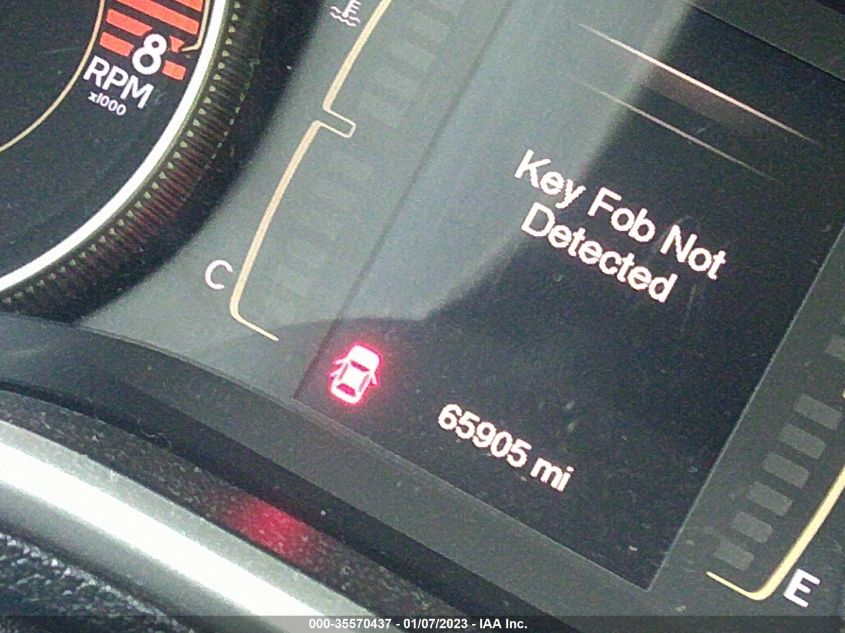 8
RPM
x1000
C
Key Fob Not
Detected
65905 mi
E
000-35570437 - 01/07/2023 - IAA Inc.